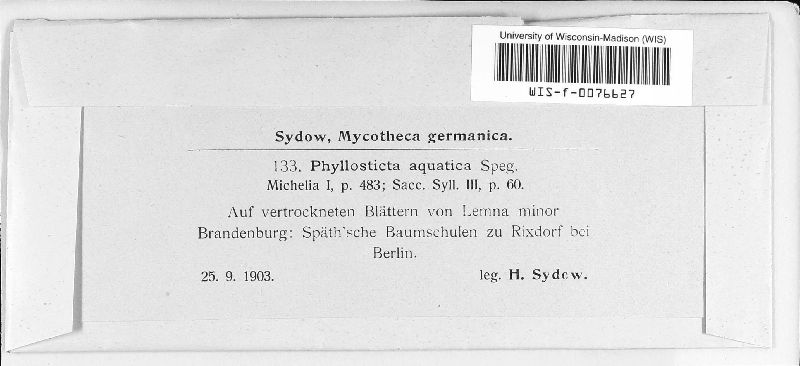 University of Wisconsin-Madison (WIS)
WIS-f-0076627
Sydow, Mycotheca germanica.
133. Phyllosticta aquatica Speg.
Michelia I, p. 483; Sacc. Syll. III, p. 60.
Auf vertrockneten Blättern von Lemna minor
Brandenburg: Späth'sche Baumschulen zu Rixdorf bei
Berlin.
25. 9. 1903. leg. H. Sydow.